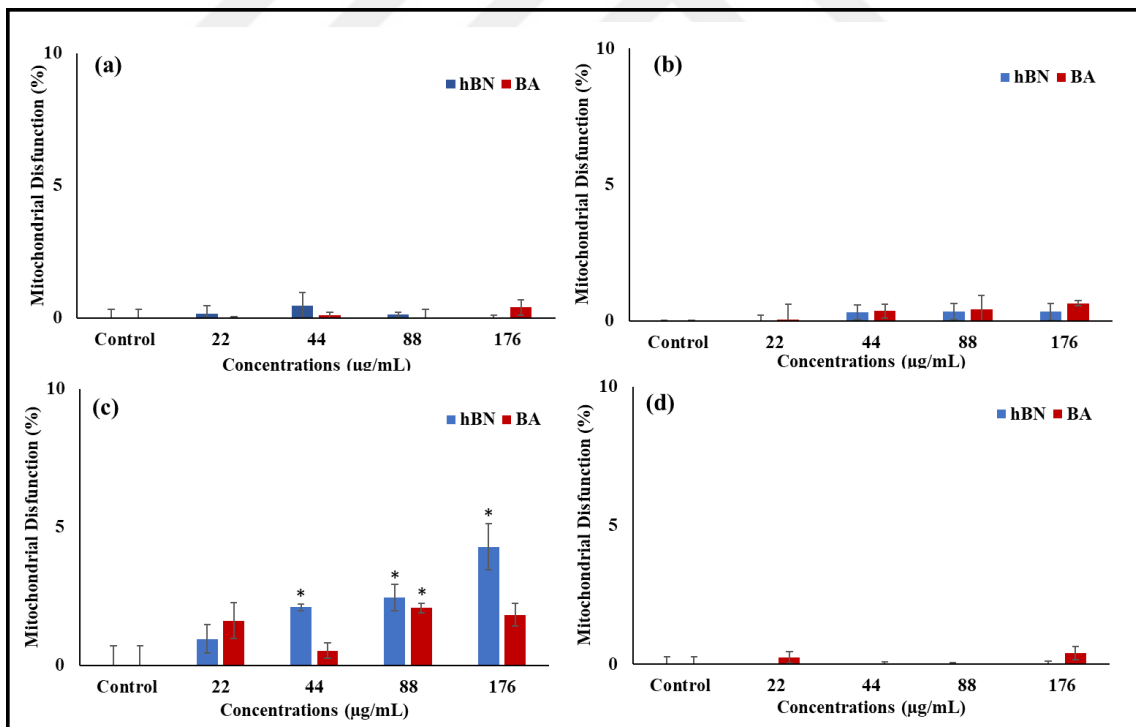 (a)
hBN BA
Mitochondrial Disfunction (%)
10
5
0
Control 22 44 88 176
Concentrations (µg/mL)
(b)
hBN BA
Mitochondrial Disfunction (%)
10
5
0
Control 22 44 88 176
Concentrations (µg/mL)
(c)
hBN BA
Mitochondrial Disfunction (%)
10
5
0
* * * *
Control 22 44 88 176
Concentrations (µg/mL)
(d)
hBN BA
Mitochondrial Disfunction (%)
10
5
0
Control 22 44 88 176
Concentrations (µg/mL)